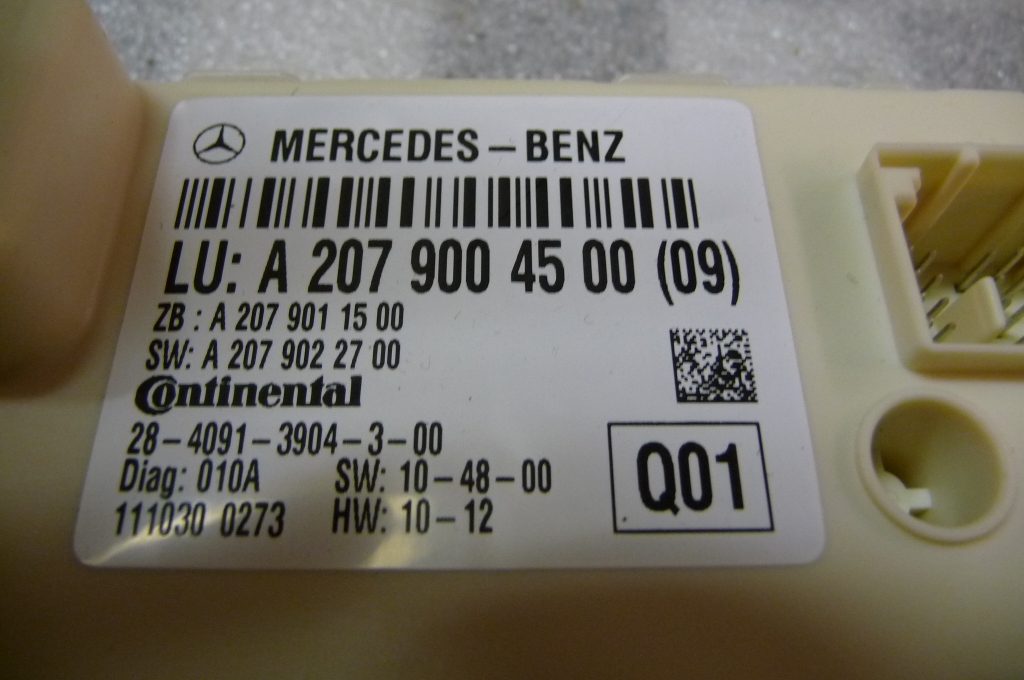 MERCEDES-BENZ
LU: A 207 900 45 00 (09)
ZB : A 207 901 15 00
SW: A 207 902 27 00
Continental
28-4091-3904-3-00
Diag: 010A SW: 10-48-00
111030 0273 HW: 10-12
Q01